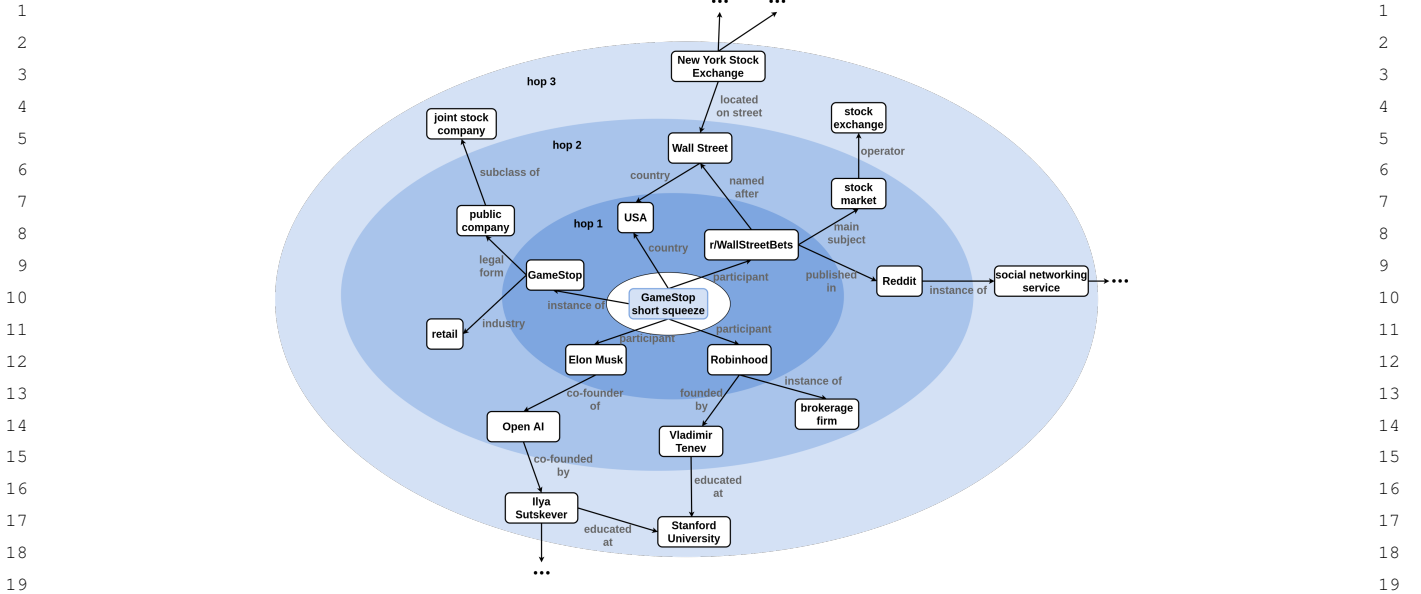 ... ...
1 1
2 2
3 3
4 4
5 5
6 6
7 7
8 8
9 9
10 10
11 11
12 12
13 13
14 14
15 15
16 16
17 17
18 18
19 19
New York Stock
Exchange
hop 3
located
on street
joint stock
company
stock
exchange
hop 2
Wall Street
operator
subclass of
country
named
after
stock
market
public
company
hop 1
USA
r/WallStreetBets
main
subject
country
legal
form
GameStop
participant
published
in
Reddit
instance of
social networking
service
...
instance of
GameStop
short squeeze
retail
industry
participant
participant
Elon Musk
Robinhood
co-founder
of
founded
by
instance of
brokerage
firm
Open AI
Vladimir
Tenev
co-founded
by
educated
at
Ilya
Sutskever
educated
at
Stanford
University
...